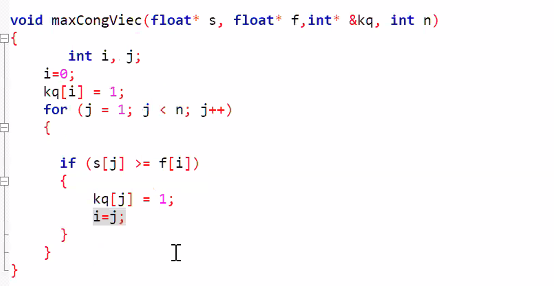 void maxCongViec(float* s, float* f,int* &kq, int n)
{
int i, j;
i=0;
kq[i] = 1;
for (j = 1; j < n; j++)
{
if (s[j] >= f[i])
{
kq[j] = 1;
i=j;
}
}
}